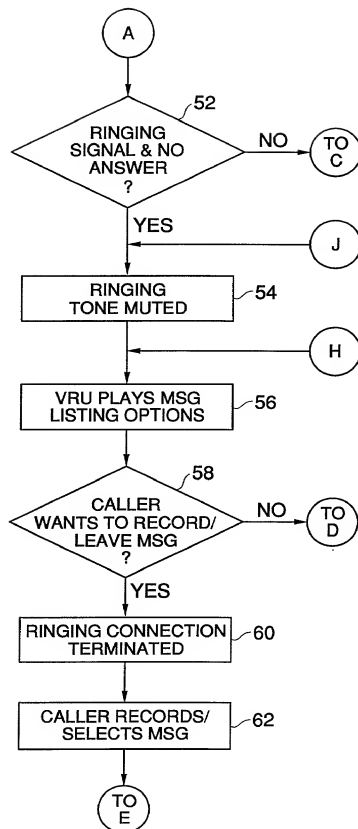 A
52
RINGING
SIGNAL & NO
ANSWER
?
NO
TO
C
YES
J
RINGING
TONE MUTED
54
H
VRU PLAYS MSG
LISTING OPTIONS
56
58
CALLER
WANTS TO RECORD/
LEAVE MSG
?
NO
TO
D
YES
RINGING CONNECTION
TERMINATED
60
CALLER RECORDS/
SELECTS MSG
62
TO
E